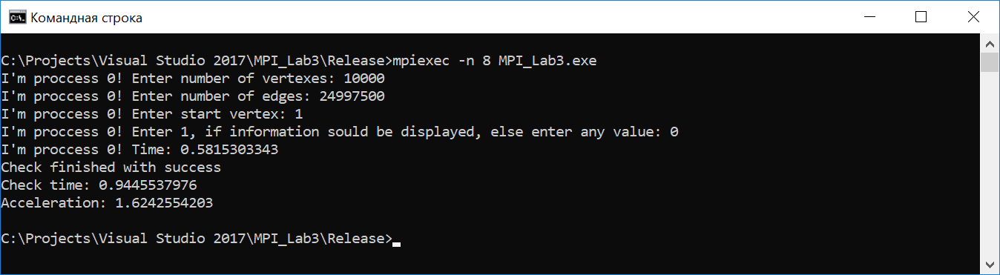 Командная строка
C:\Projects\Visual Studio 2017\MPI_Lab3\Release>mpiexec -n 8 MPI_Lab3.exe
I'm proccess 0! Enter number of vertexes: 10000
I'm proccess 0! Enter number of edges: 24997500
I'm proccess 0! Enter start vertex: 1
I'm proccess 0! Enter 1, if information sould be displayed, else enter any value: 0
I'm proccess 0! Time: 0.5815303343
Check finished with success
Check time: 0.9445537976
Acceleration: 1.6242554203
C:\Projects\Visual Studio 2017\MPI_Lab3\Release>